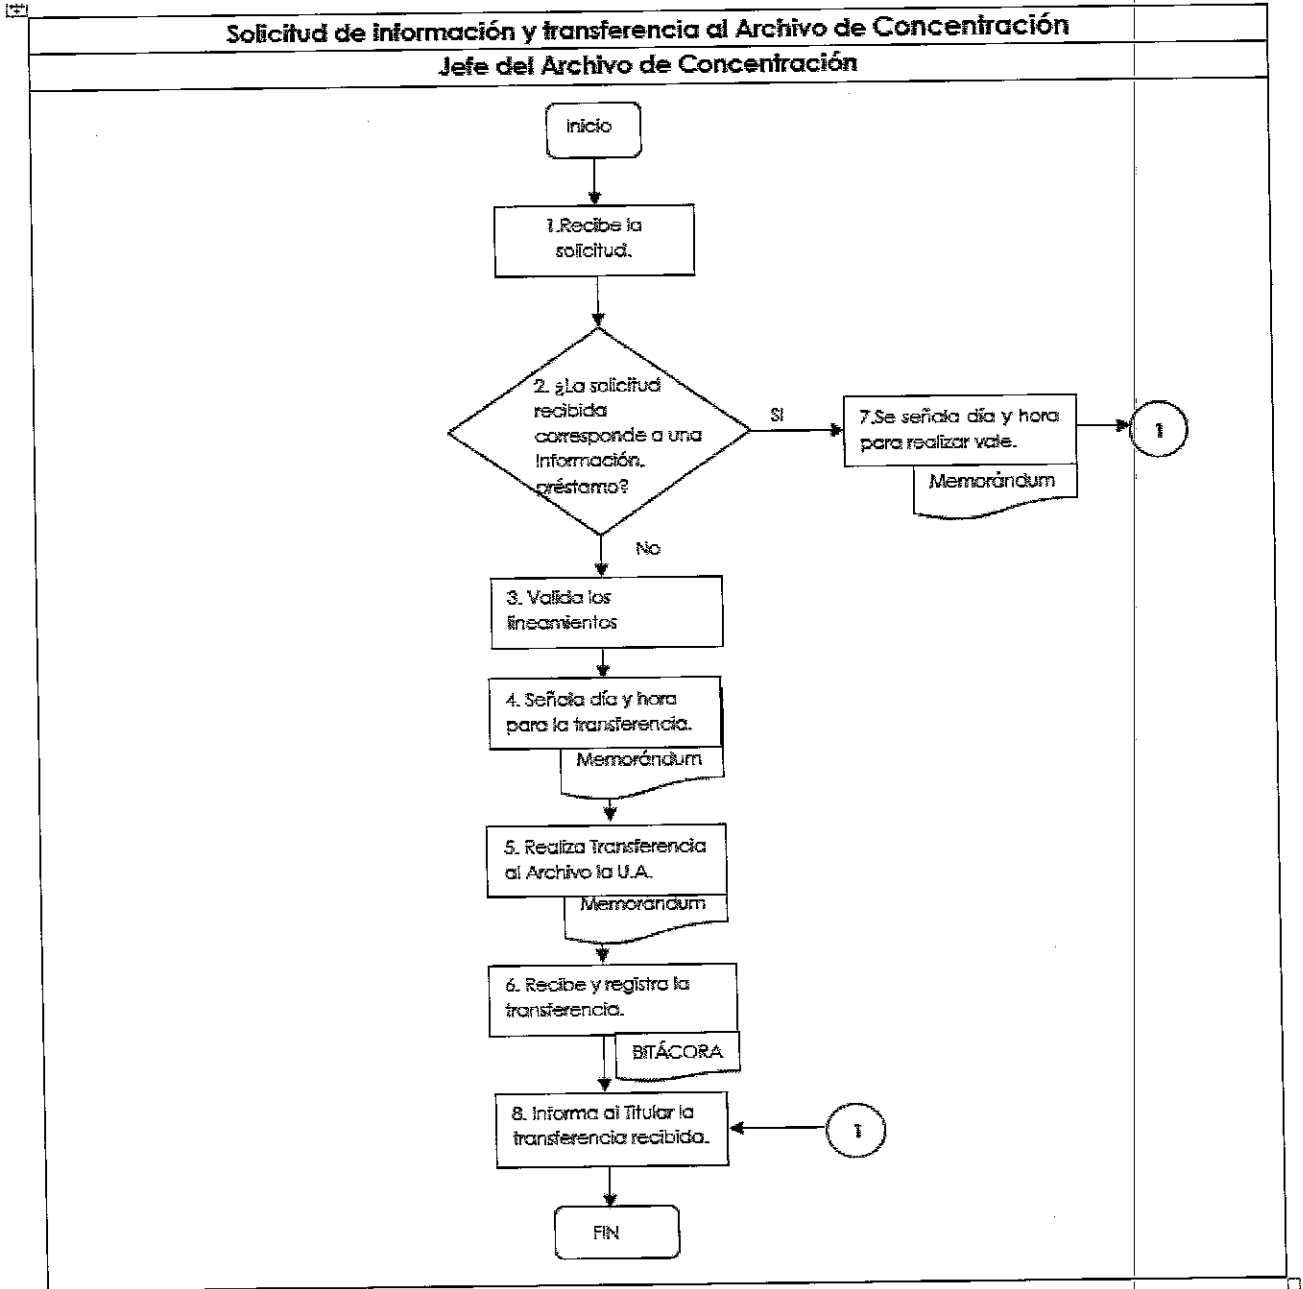 Solicitud de información y transferencia al Archivo de Concentración
Jefe del Archivo de Concentración
inicio
1.Recibe la
solicitud.
2. ¿La solicitud
recibida
corresponde a una
Información,
préstamo?
SI
7.Se señala día y hora
para realizar vale.
Memorándum
1
No
3. Valida los
lineamientos
4. Señala día y hora
para la transferencia.
Memorándum
5. Realiza Transferencia
al Archivo la U.A.
Memorándum
6. Recibe y registra la
transferencia.
BITÁCORA
8. Informa al Titular la
transferencia recibida.
1
FIN